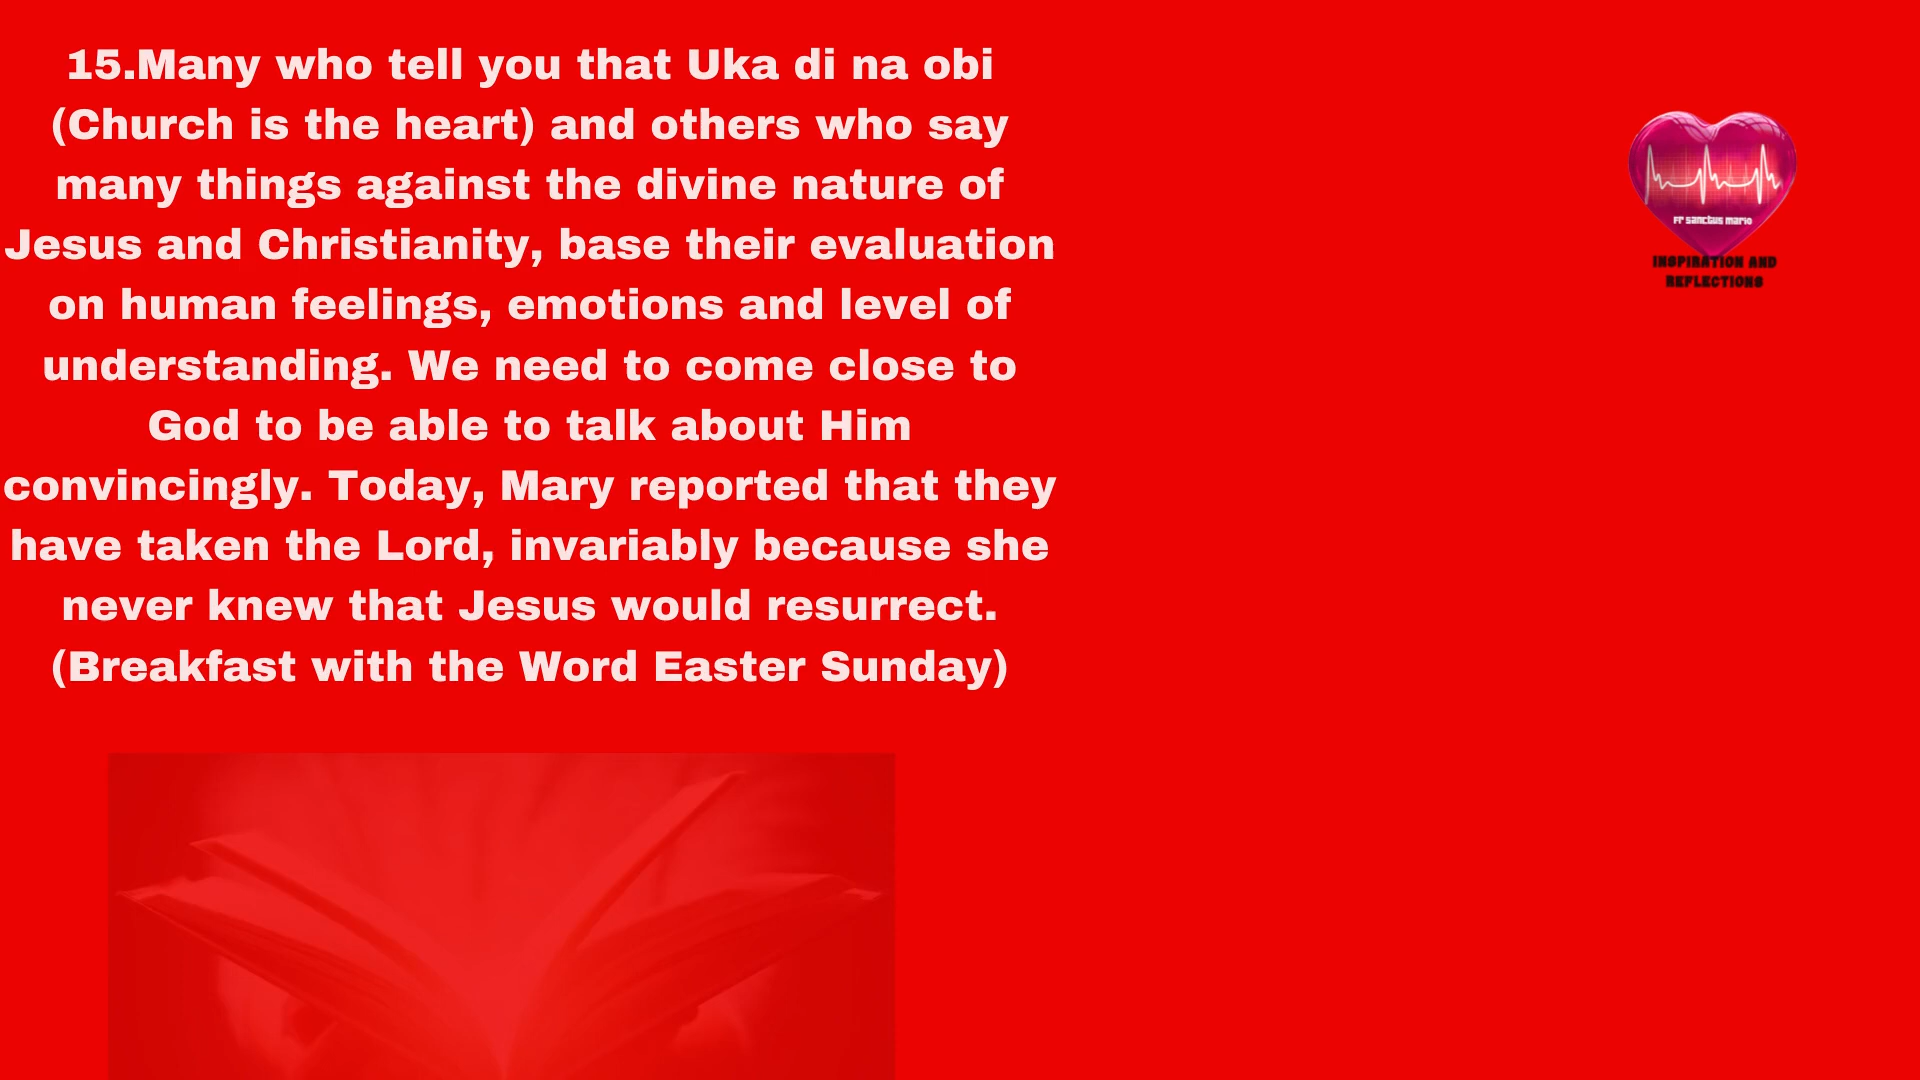 15.Many who tell you that Uka di na obi
(Church is the heart) and others who say
many things against the divine nature of
Jesus and Christianity, base their evaluation
on human feelings, emotions and level of
understanding. We need to come close to
God to be able to talk about Him
convincingly. Today, Mary reported that they
have taken the Lord, invariably because she
never knew that Jesus would resurrect.
(Breakfast with the Word Easter Sunday)
Fr sanctus mario
INSPIRATION AND
REFLECTIONS